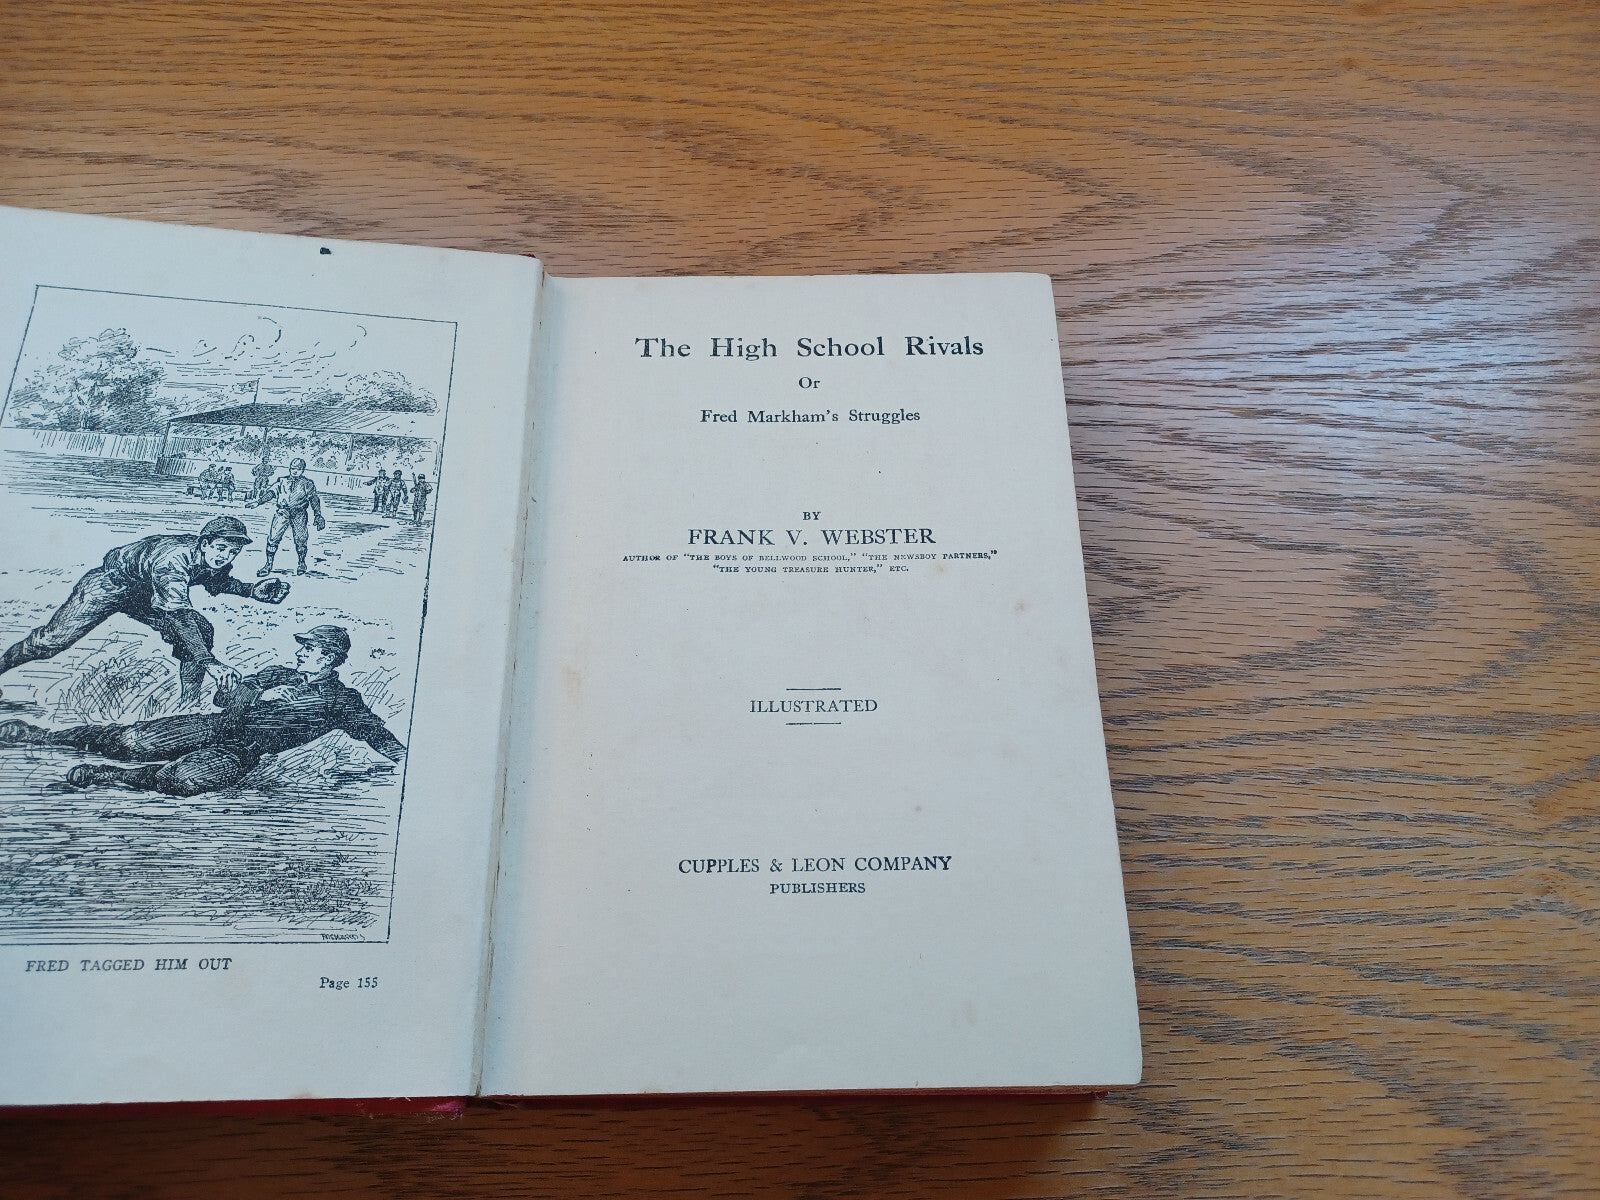 FRED TAGGED HIM OUT
Page 155
The High School Rivals
Or
Fred Markham's Struggles
BY
FRANK V. WEBSTER
AUTHOR OF "THE BOYS OF BELLWOOD SCHOOL," "THE NEWSBOY PARTNERS,"
"THE YOUNG TREASURE HUNTER," ETC.
ILLUSTRATED
CUPPLES & LEON COMPANY
PUBLISHERS